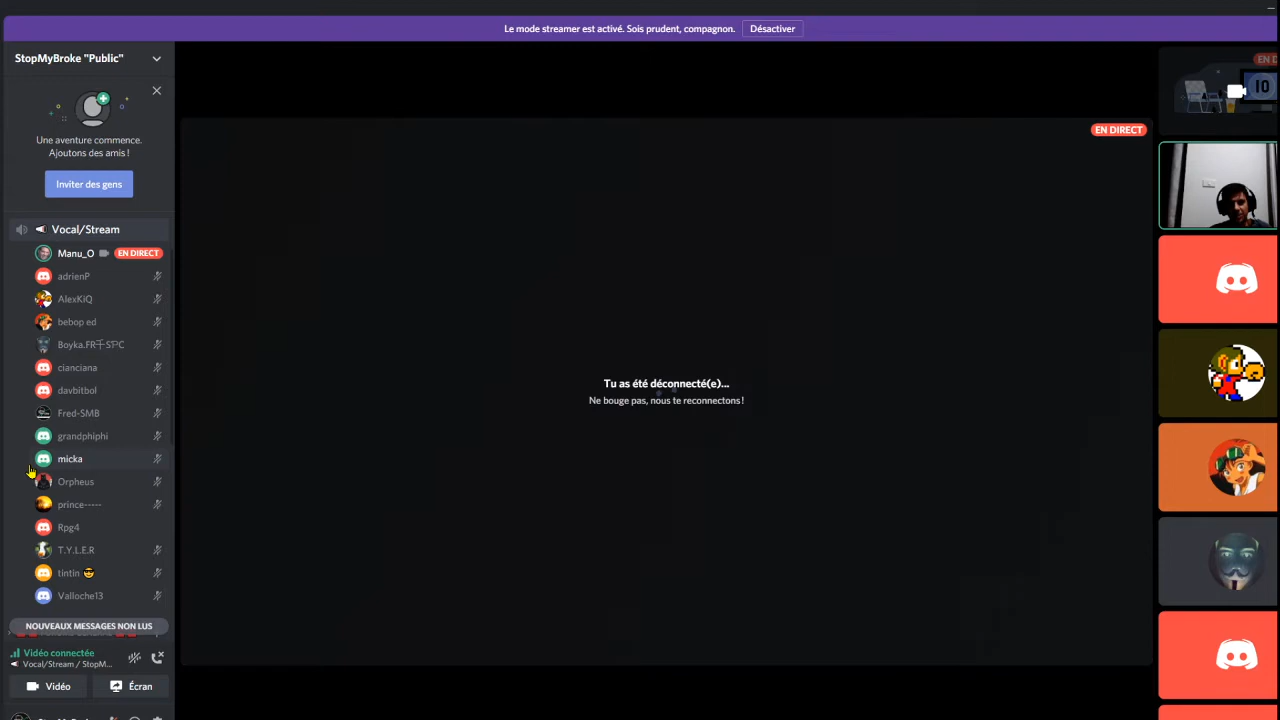 Le mode streamer est activé. Sois prudent, compagnon.
Désactiver
StopMyBroke "Public"
Une aventure commence.
Ajoutons des amis !
Inviter des gens
Vocal/Stream
Manu_O
EN DIRECT
adrienP
AlexKiQ
bebop ed
cianciana
davbitbol
Fred-SMB
grandphiphi
micka
Orpheus
prince-----
Rpg4
T.Y.L.E.R
tintin 😎
Valloche13
NOUVEAUX MESSAGES NON LUS
Vidéo connectée
Vocal/Stream / StopM...
Vidéo
Écran
EN DIRECT
Tu as été déconnecté(e)...
Ne bouge pas, nous te reconnectons !
EN D
10